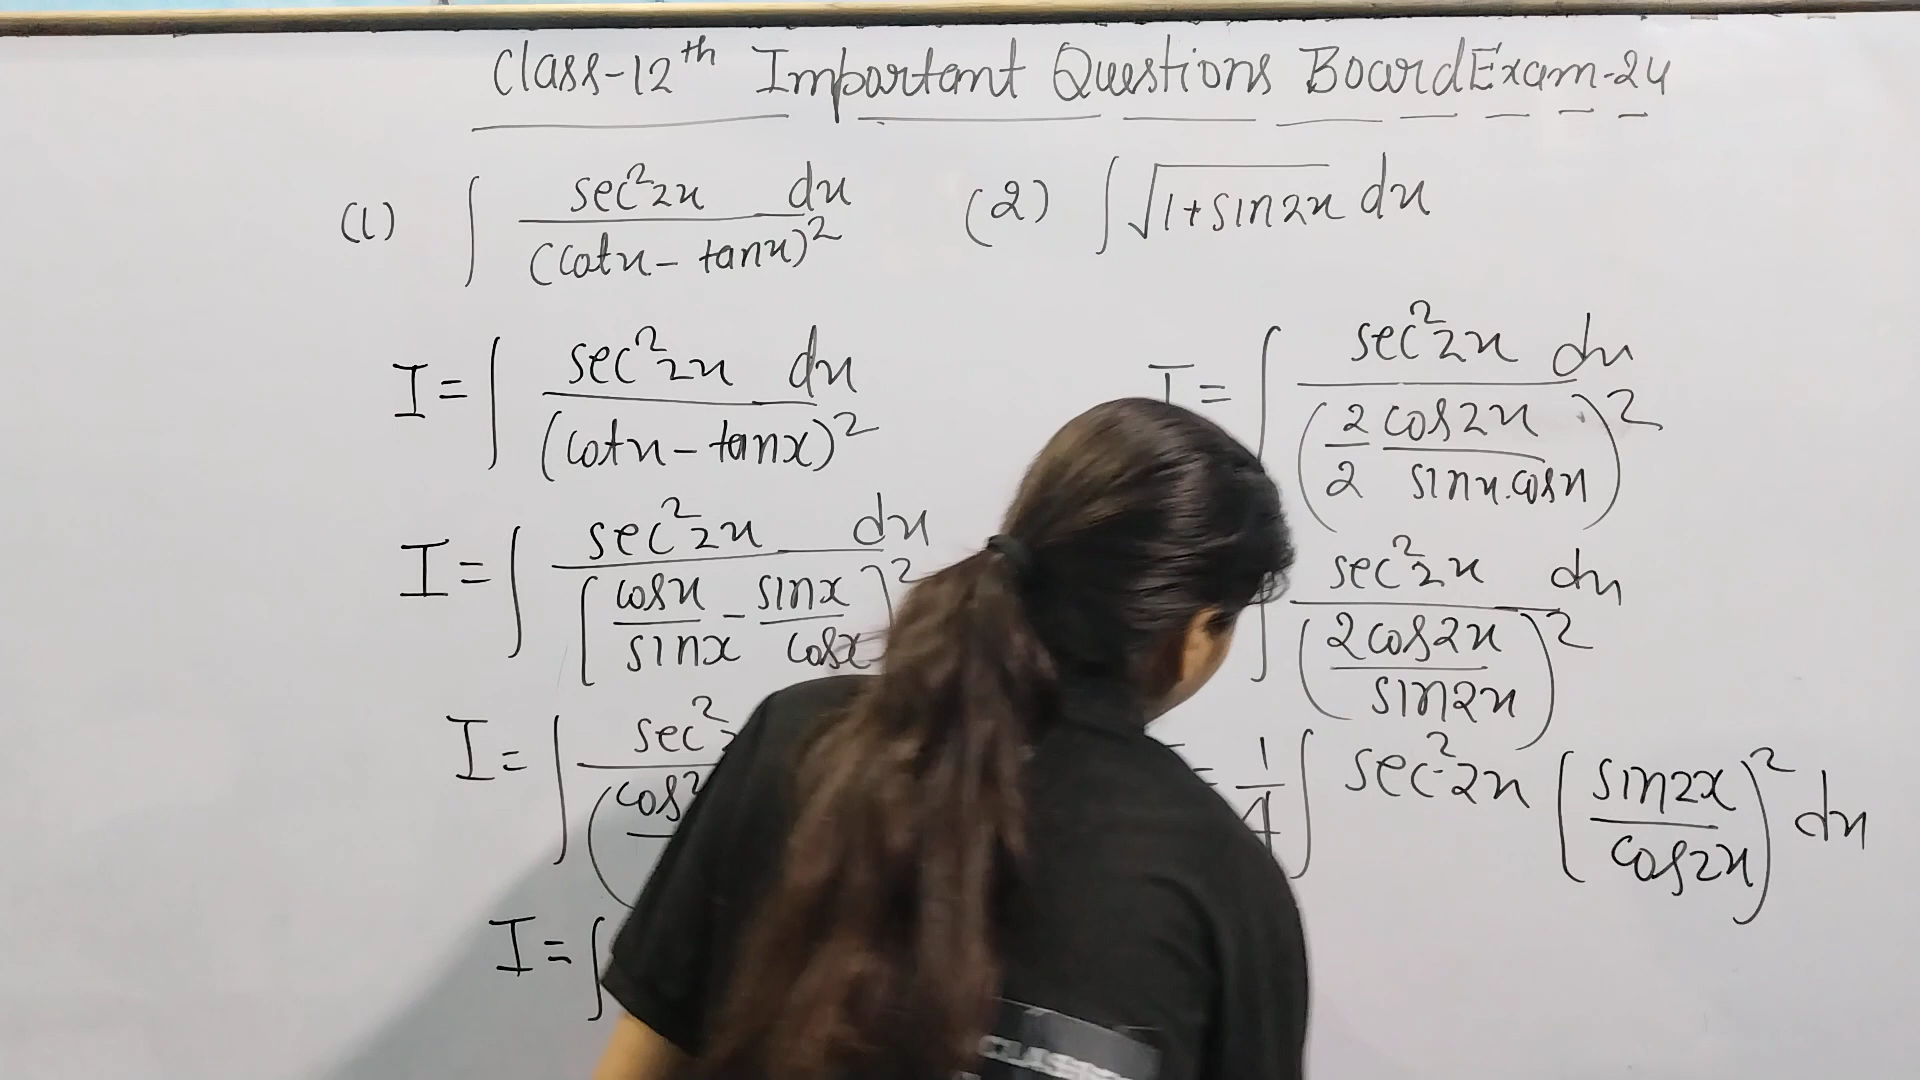 Class-12th Important Questions Board Exam-24
(1) ∫ sec²2x dx / (cotx - tanx)² (2) ∫ √1+sin2x dx
I = ∫ sec²2x dx / (cotx - tanx)²
I = ∫ sec²2x dx / [cosx/sinx - sinx/cosx]²
I = ∫ sec² / (cos²
I = ∫
I = ∫ sec²2x dx / (2/2 cos2x/sinx.cosx)²
∫ sec²2x dx / (2cos2x/sin2x)²
= 1/4 ∫ sec²2x (sin2x/cos2x)² dx